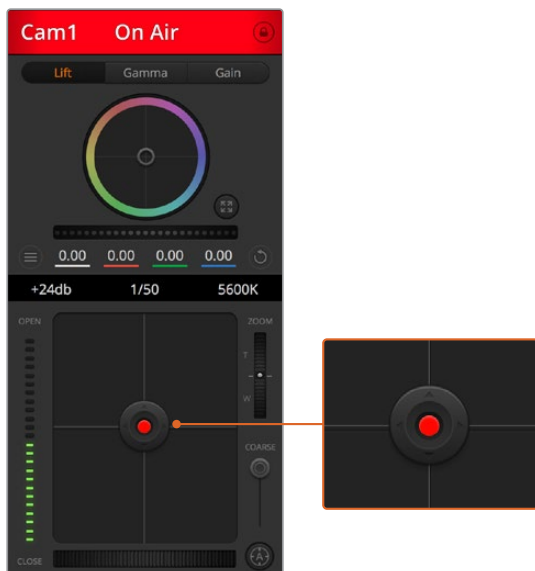 Cam1 On Air
Lift Gamma Gain
0.00 0.00 0.00 0.00
+24db 1/50 5600K
OPEN ZOOM
T
W
COARSE
A
CLOSE